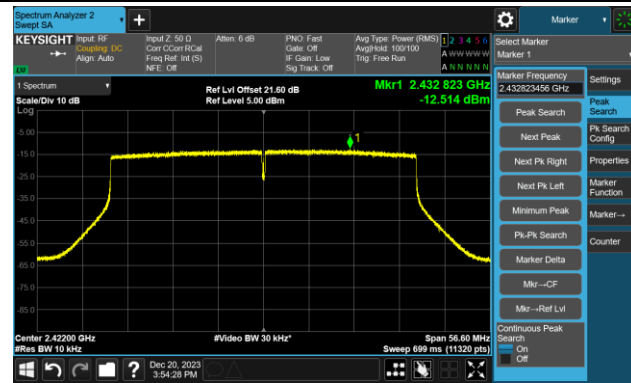 Spectrum Analyzer 2
Swept SA
Marker
KEYSIGHT
Input: RF
Coupling: DC
Align: Auto
Input Z: 50 Ω
Corr CCorr RCal
Freq Ref: Int (S)
NFE: Off
Atten: 6 dB
PNO: Fast
Gate: Off
IF Gain: Low
Sig Track: Off
Avg Type: Power (RMS)
Avg|Hold: 100/100
Trig: Free Run
1 2 3 4 5 6
A W W W W W
A N N N N N
LXI
Select Marker
Marker 1
1 Spectrum
Scale/Div 10 dB
Log
Ref Lvl Offset 21.60 dB
Ref Level 5.00 dBm
Mkr1 2.432 823 GHz
-12.514 dBm
1
-5.00
-15.0
-25.0
-35.0
-45.0
-55.0
-65.0
-75.0
-85.0
Center 2.42200 GHz
#Res BW 10 kHz
#Video BW 30 kHz*
Span 56.60 MHz
Sweep 699 ms (11320 pts)
Marker Frequency
2.432823456 GHz
Peak Search
Next Peak
Next Pk Right
Next Pk Left
Minimum Peak
Pk-Pk Search
Marker Delta
Mkr→CF
Mkr→Ref Lvl
Continuous Peak
Search
On
Off
Settings
Peak
Search
Pk Search
Config
Properties
Marker
Function
Marker→
Counter
Dec 20, 2023
3:54:28 PM